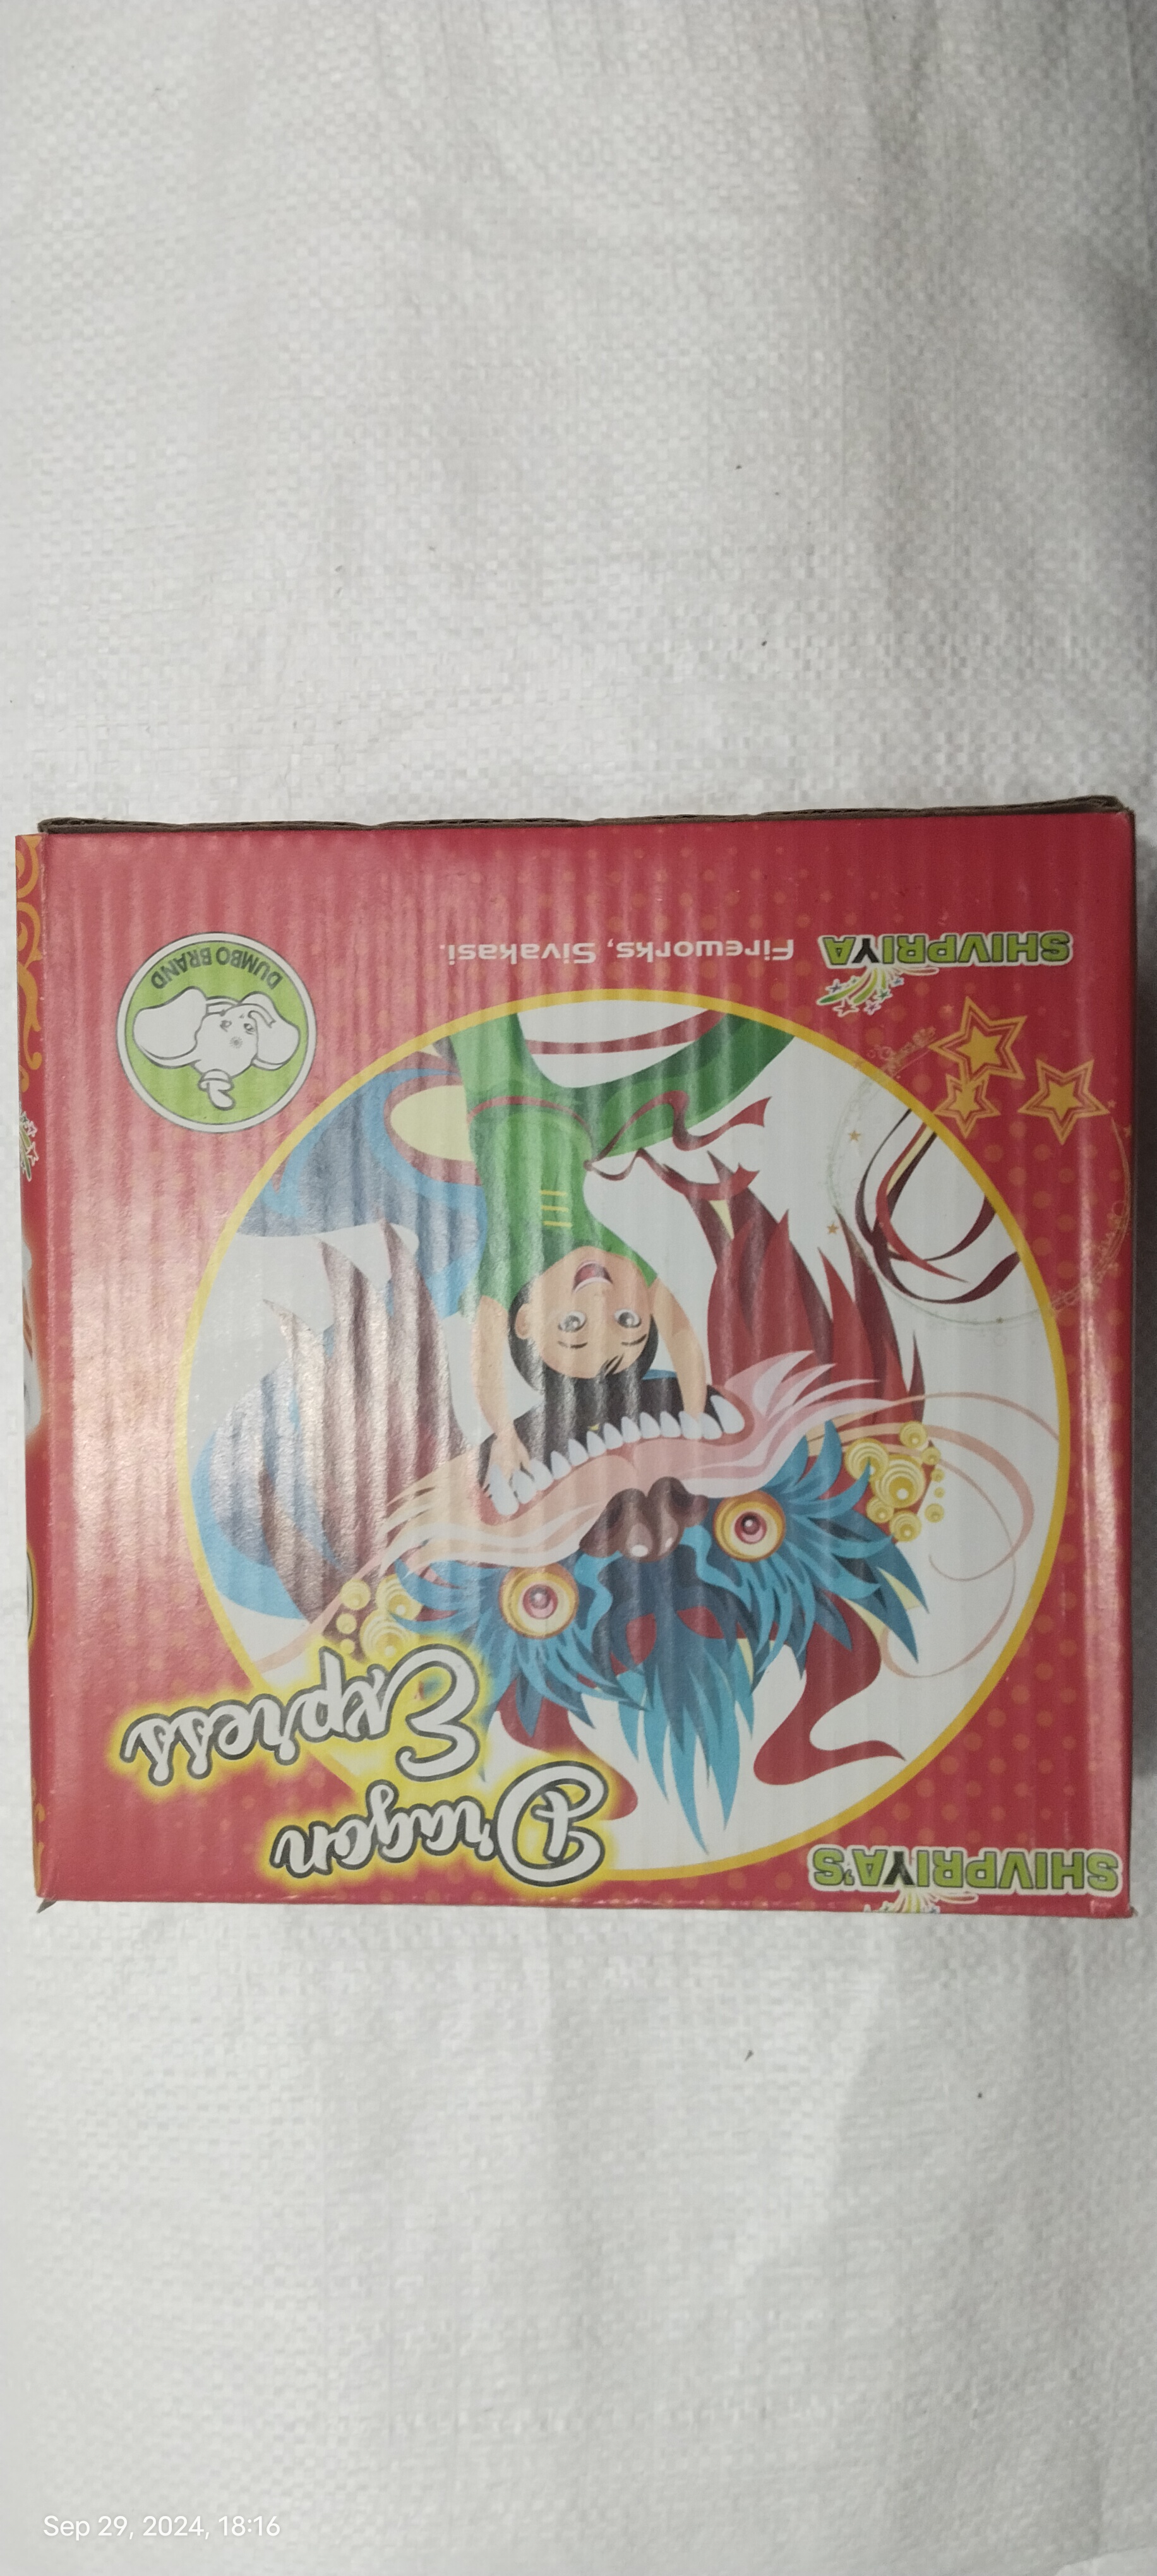 SHIVPRIYA'S
Dragon
Express
SHIVPRIYA Fireworks, Sivakasi.
DUMBO BRAND
Sep 29, 2024, 18:16